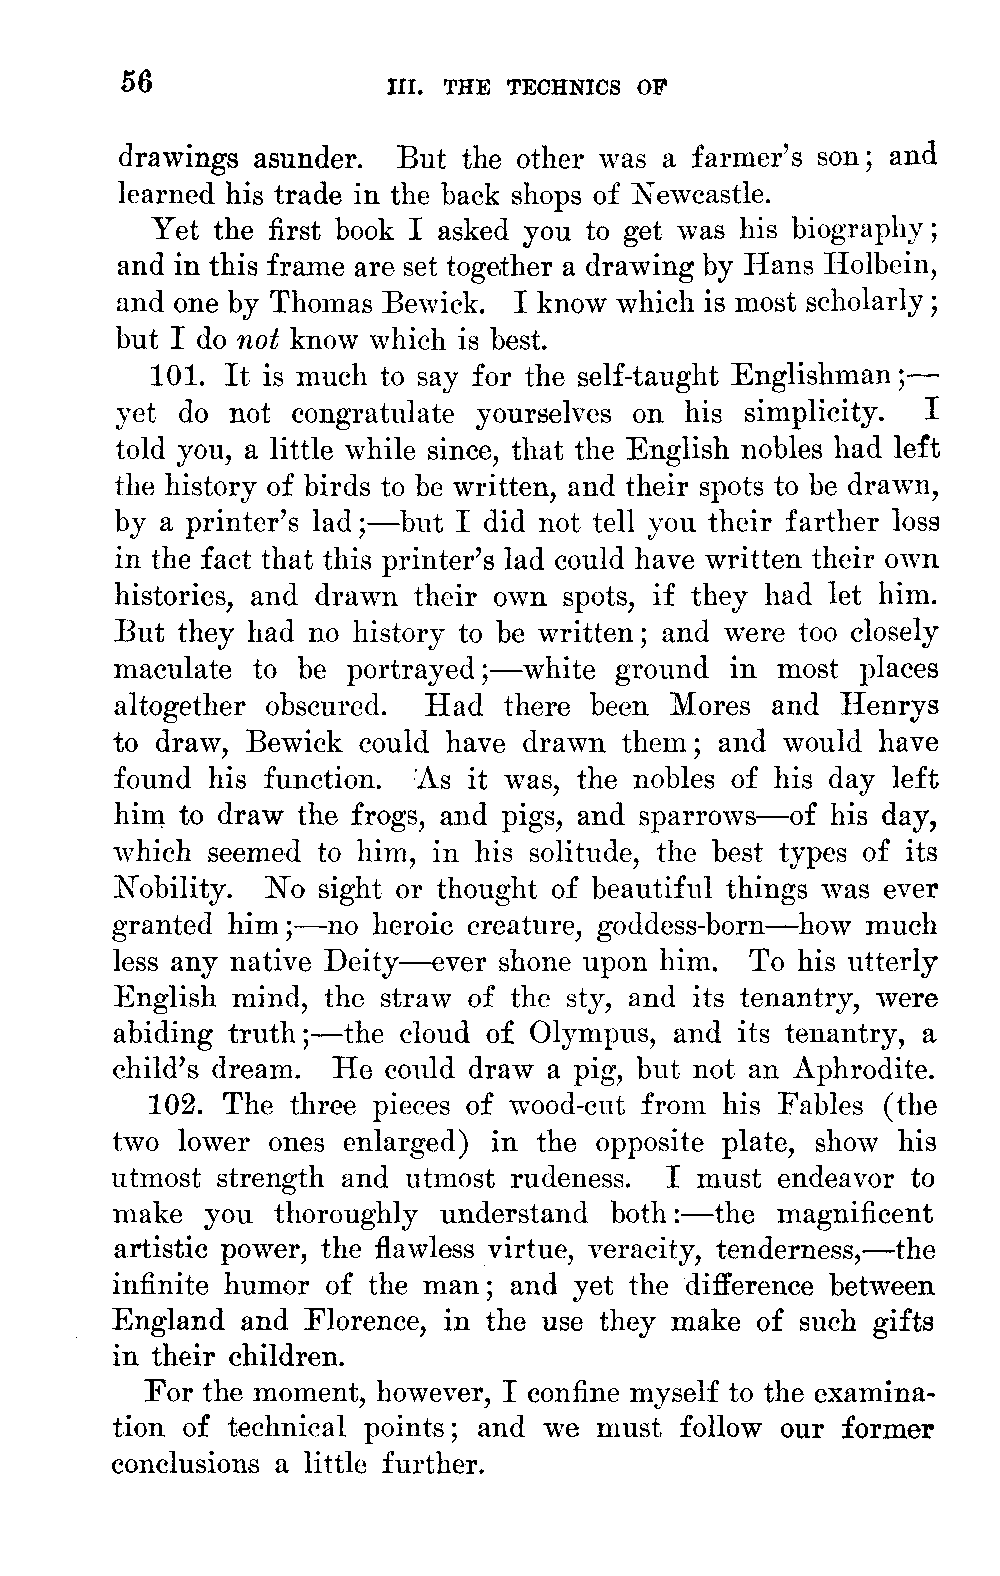 56
III. THE TECHNICS OF
drawings asunder. But the other was a farmer's son; and
learned his trade in the back shops of Newcastle.
Yet the first book I asked you to get was his biography;
and in this frame are set together a drawing by Hans Holbein,
and one by Thomas Bewick. I know which is most scholarly;
but I do not know which is best.
101. It is much to say for the self-taught Englishman;—
yet do not congratulate yourselves on his simplicity. I
told you, a little while since, that the English nobles had left
the history of birds to be written, and their spots to be drawn,
by a printer's lad;—but I did not tell you their farther loss
in the fact that this printer's lad could have written their own
histories, and drawn their own spots, if they had let him.
But they had no history to be written; and were too closely
maculate to be portrayed;—white ground in most places
altogether obscured. Had there been Mores and Henrys
to draw, Bewick could have drawn them; and would have
found his function. As it was, the nobles of his day left
him to draw the frogs, and pigs, and sparrows—of his day,
which seemed to him, in his solitude, the best types of its
Nobility. No sight or thought of beautiful things was ever
granted him;—no heroic creature, goddess-born—how much
less any native Deity—ever shone upon him. To his utterly
English mind, the straw of the sty, and its tenantry, were
abiding truth;—the cloud of Olympus, and its tenantry, a
child's dream. He could draw a pig, but not an Aphrodite.
102. The three pieces of wood-cut from his Fables (the
two lower ones enlarged) in the opposite plate, show his
utmost strength and utmost rudeness. I must endeavor to
make you thoroughly understand both:—the magnificent
artistic power, the flawless virtue, veracity, tenderness,—the
infinite humor of the man; and yet the difference between
England and Florence, in the use they make of such gifts
in their children.
For the moment, however, I confine myself to the examina-
tion of technical points; and we must follow our former
conclusions a little further.